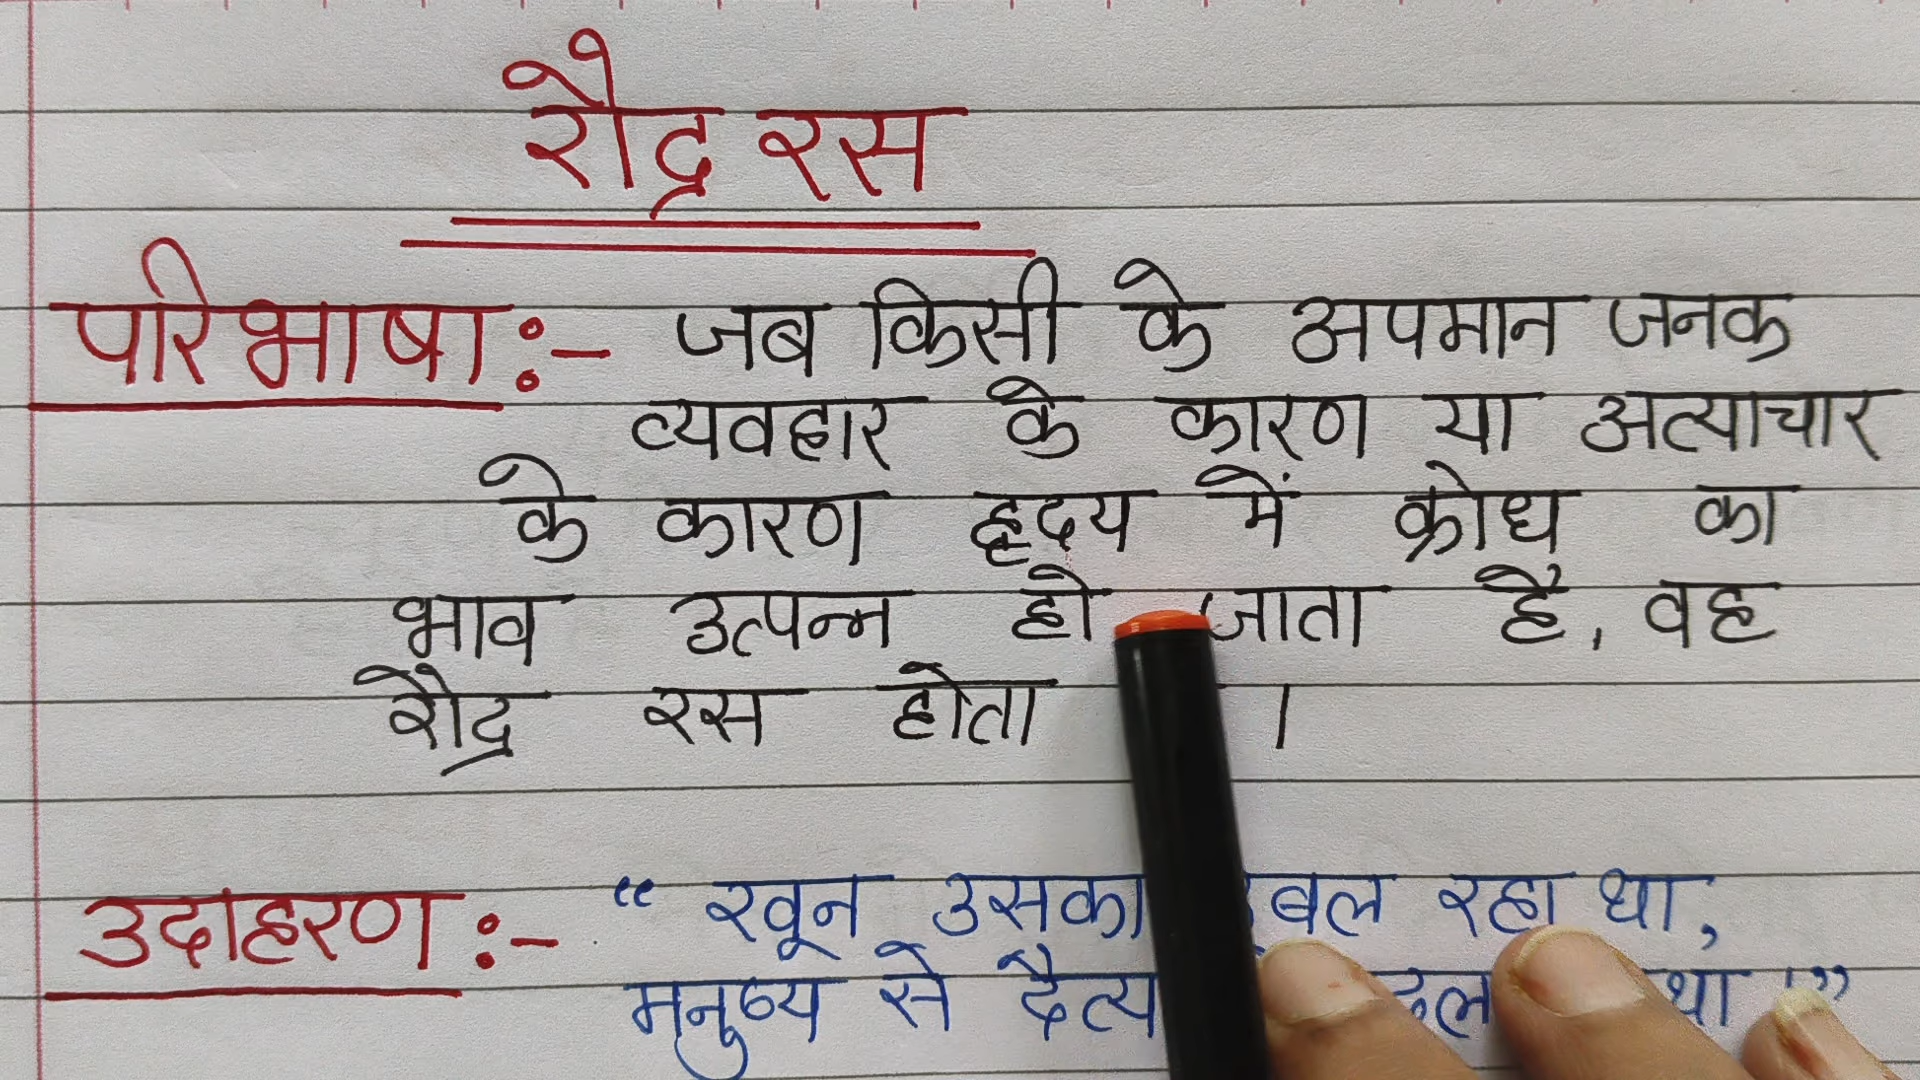 रौद्र रस
परिभाषा :- जब किसी के अपमान जनक
व्यवहार के कारण या अत्याचार
के कारण हृदय में क्रोध का
भाव उत्पन्न हो जाता है, वह
रौद्र रस होता ।
उदाहरण :- “ खून उसका उबल रहा था,
मनुष्य से दैत्य था ।”